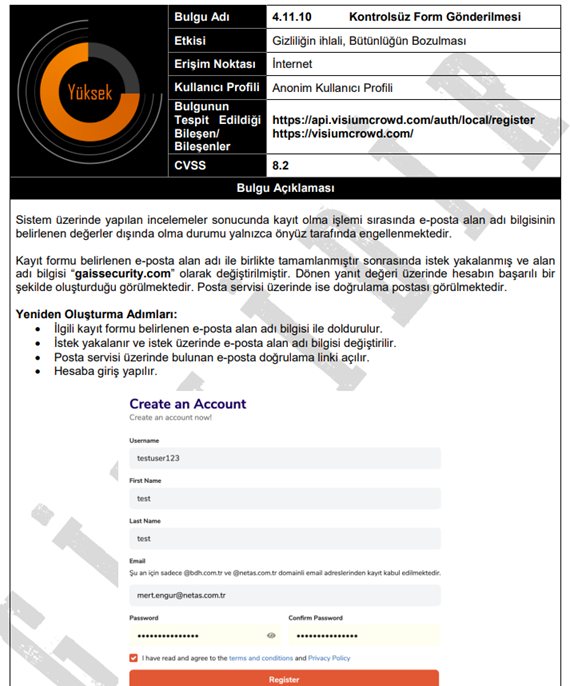 Yüksek
Bulgu Adı
4.11.10 Kontrolsüz Form Gönderilmesi
Etkisi
Gizliliğin ihlali, Bütünlüğün Bozulması
Erişim Noktası
İnternet
Kullanıcı Profili
Anonim Kullanıcı Profili
Bulgunun
Tespit Edildiği
Bileşen/
Bileşenler
https://api.visiumcrowd.com/auth/local/register
https://visiumcrowd.com/
CVSS
8.2
Bulgu Açıklaması
Sistem üzerinde yapılan incelemeler sonucunda kayıt olma işlemi sırasında e-posta alan adı bilgisinin
belirlenen değerler dışında olma durumu yalnızca önyüz tarafında engellenmektedir.
Kayıt formu belirlenen e-posta alan adı ile birlikte tamamlanmıştır sonrasında istek yakalanmış ve alan
adı bilgisi “gaissecurity.com” olarak değiştirilmiştir. Dönen yanıt değeri üzerinde hesabın başarılı bir
şekilde oluşturduğu görülmektedir. Posta servisi üzerinde ise doğrulama postası görülmektedir.
Yeniden Oluşturma Adımları:
• İlgili kayıt formu belirlenen e-posta alan adı bilgisi ile doldurulur.
• İstek yakalanır ve istek üzerinde e-posta alan adı bilgisi değiştirilir.
• Posta servisi üzerinde bulunan e-posta doğrulama linki açılır.
• Hesaba giriş yapılır.
Create an Account
Create an account now!
Username
testuser123
First Name
test
Last Name
test
Email
Şu an için sadece @bdh.com.tr ve @netas.com.tr domainli email adreslerinden kayıt kabul edilmektedir.
mert.engur@netas.com.tr
Password Confirm Password
I have read and agree to the terms and conditions and Privacy Policy
Register